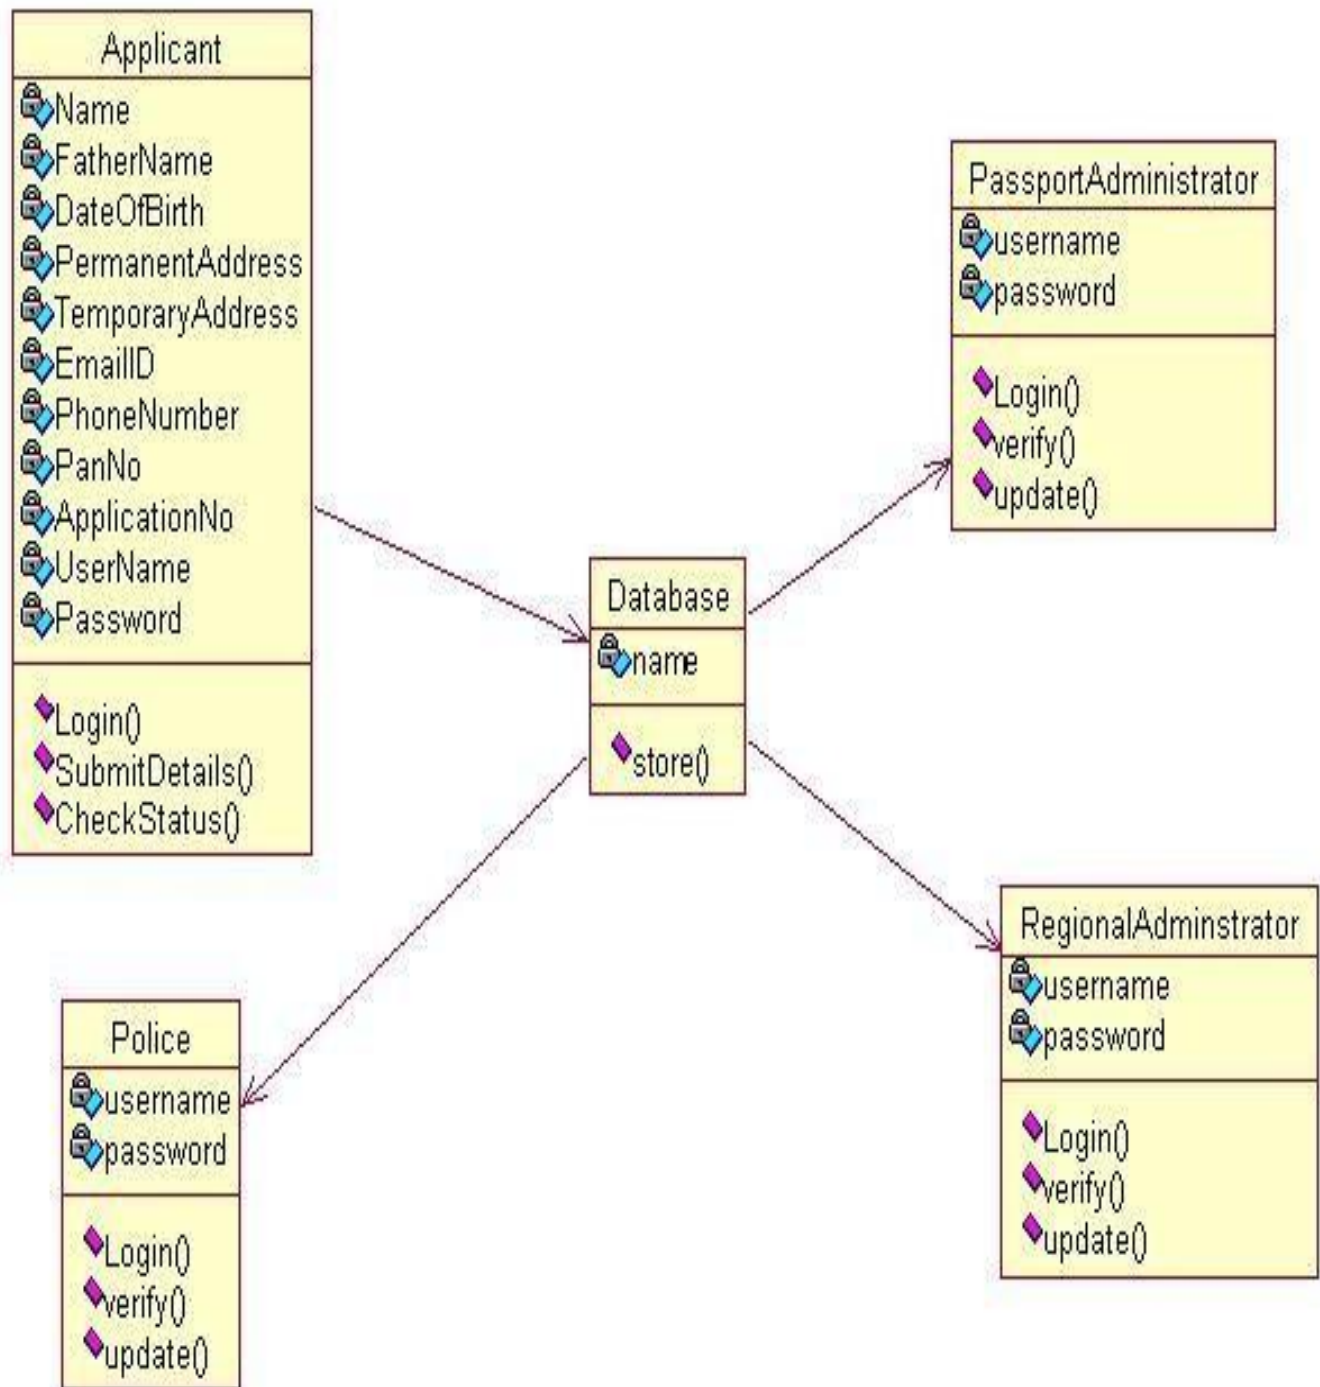 Applicant
Name
FatherName
DateOfBirth
PermanentAddress
TemporaryAddress
EmailID
PhoneNumber
PanNo
ApplicationNo
UserName
Password
Login()
SubmitDetails()
CheckStatus()
PassportAdministrator
username
password
Login()
verify()
update()
Database
name
store()
Police
username
password
Login()
verify()
update()
RegionalAdminstrator
username
password
Login()
verify()
update()